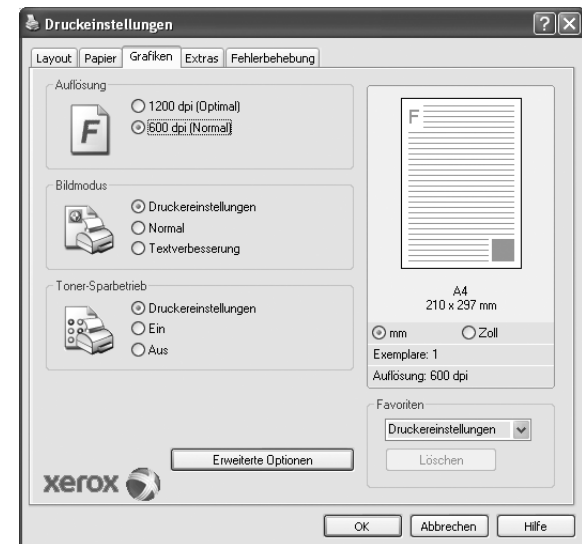 Druckeinstellungen
Layout Papier Grafiken Extras Fehlerbehebung
Auflösung
1200 dpi (Optimal)
600 dpi (Normal)
Bildmodus
Druckereinstellungen
Normal
Textverbesserung
Toner-Sparbetrieb
Druckereinstellungen
Ein
Aus
Erweiterte Optionen
xerox
F
F
A4
210 x 297 mm
mm Zoll
Exemplare: 1
Auflösung: 600 dpi
Favoriten
Druckereinstellungen
Löschen
OK Abbrechen Hilfe